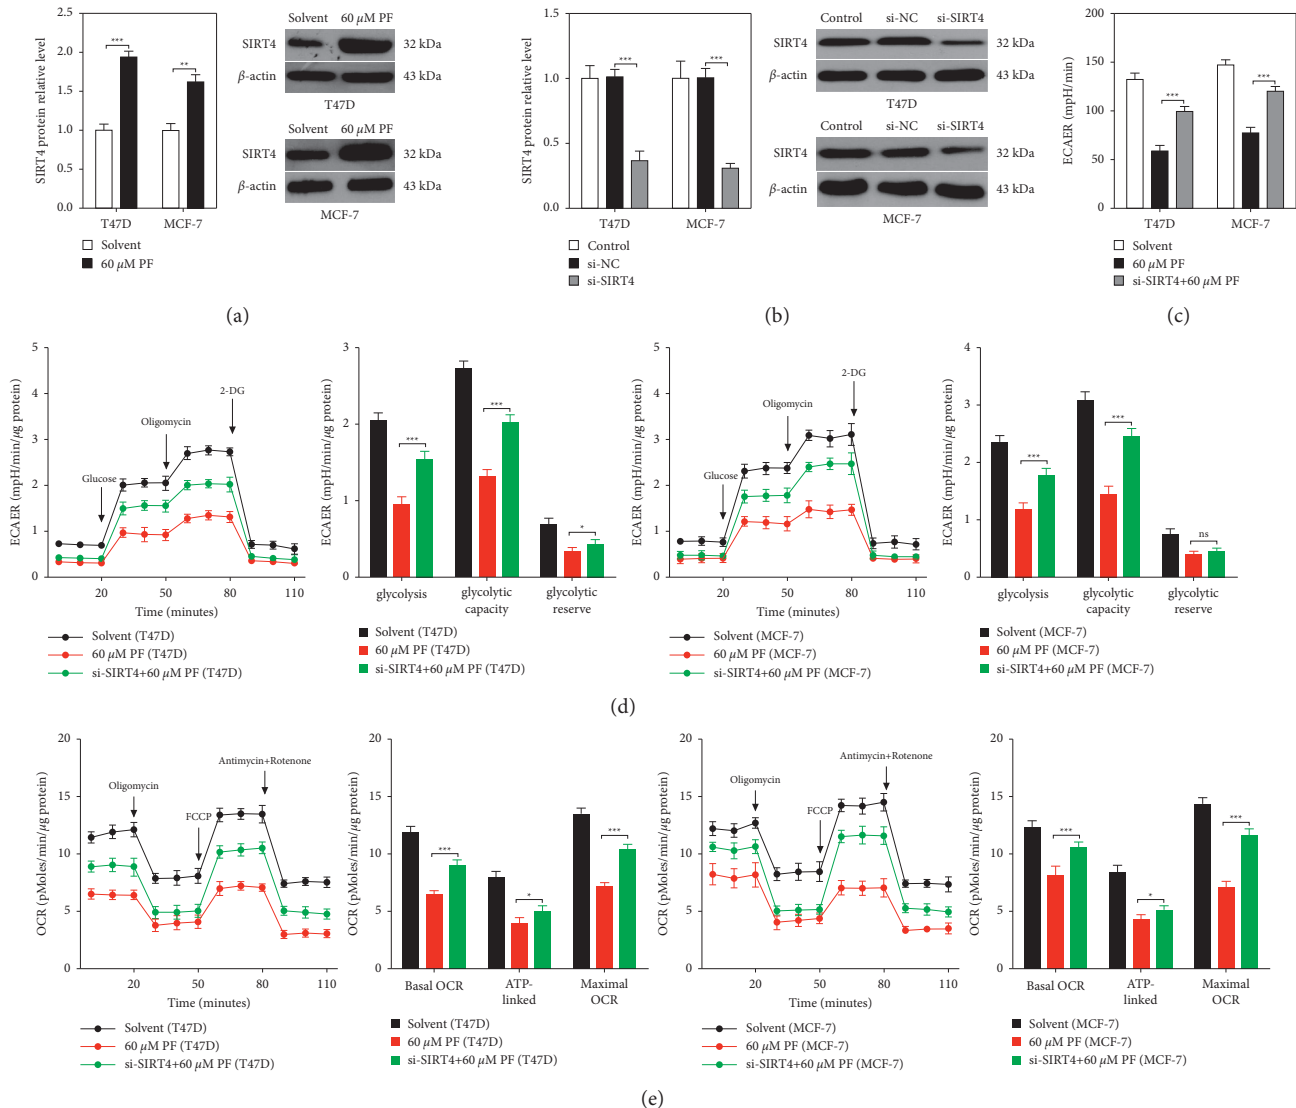 SIRT4 protein relative level
2.5
2.0
1.5
1.0
0.5
0.0
***
**
T47D
MCF-7
Solvent
60 μM PF
Solvent 60 μM PF
SIRT4 32 kDa
β-actin 43 kDa
T47D
Solvent 60 μM PF
SIRT4 32 kDa
β-actin 43 kDa
MCF-7
(a)
SIRT4 protein relative level
1.5
1.0
0.5
0.0
***
***
T47D
MCF-7
Control
si-NC
si-SIRT4
Control si-NC si-SIRT4
SIRT4 32 kDa
β-actin 43 kDa
T47D
Control si-NC si-SIRT4
SIRT4 32 kDa
β-actin 43 kDa
MCF-7
(b)
ECAER (mpH/min)
200
150
100
50
0
***
***
T47D
MCF-7
Solvent
60 μM PF
si-SIRT4+60 μM PF
(c)
ECAER (mpH/min/μg protein)
5
4
3
2
1
0
Glucose
Oligomycin
2-DG
20 50 80 110
Time (minutes)
Solvent (T47D)
60 μM PF (T47D)
si-SIRT4+60 μM PF (T47D)
ECAER (mpH/min/μg protein)
3
2
1
0
***
***
*
glycolysis
glycolytic
capacity
glycolytic
reserve
Solvent (T47D)
60 μM PF (T47D)
si-SIRT4+60 μM PF (T47D)
ECAER (mpH/min/μg protein)
5
4
3
2
1
0
Glucose
Oligomycin
2-DG
20 50 80 110
Time (minutes)
Solvent (MCF-7)
60 μM PF (MCF-7)
si-SIRT4+60 μM PF (MCF-7)
ECAER (mpH/min/μg protein)
4
3
2
1
0
***
***
ns
glycolysis
glycolytic
capacity
glycolytic
reserve
Solvent (MCF-7)
60 μM PF (MCF-7)
si-SIRT4+60 μM PF (MCF-7)
(d)
OCR (pMoles/min/μg protein)
20
15
10
5
0
Oligomycin
FCCP
Antimycin+Rotenone
20 50 80 110
Time (minutes)
Solvent (T47D)
60 μM PF (T47D)
si-SIRT4+60 μM PF (T47D)
OCR (pMoles/min/μg protein)
20
15
10
5
0
***
*
***
Basal OCR
ATP-
linked
Maximal
OCR
Solvent (T47D)
60 μM PF (T47D)
si-SIRT4+60 μM PF (T47D)
OCR (pMoles/min/μg protein)
20
15
10
5
0
Oligomycin
FCCP
Antimycin+Rotenone
20 50 80 110
Time (minutes)
Solvent (MCF-7)
60 μM PF (MCF-7)
si-SIRT4+60 μM PF (MCF-7)
OCR (pMoles/min/μg protein)
20
15
10
5
0
***
*
***
Basal OCR
ATP-
linked
Maximal
OCR
Solvent (MCF-7)
60 μM PF (MCF-7)
si-SIRT4+60 μM PF (MCF-7)
(e)